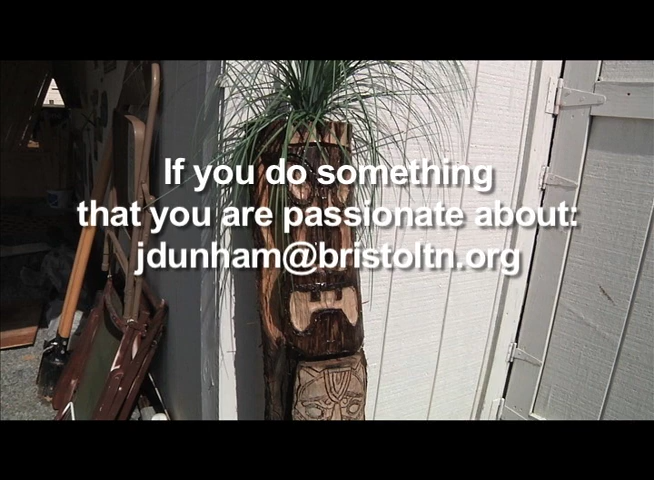 If you do something
that you are passionate about:
jdunham@bristoltn.org